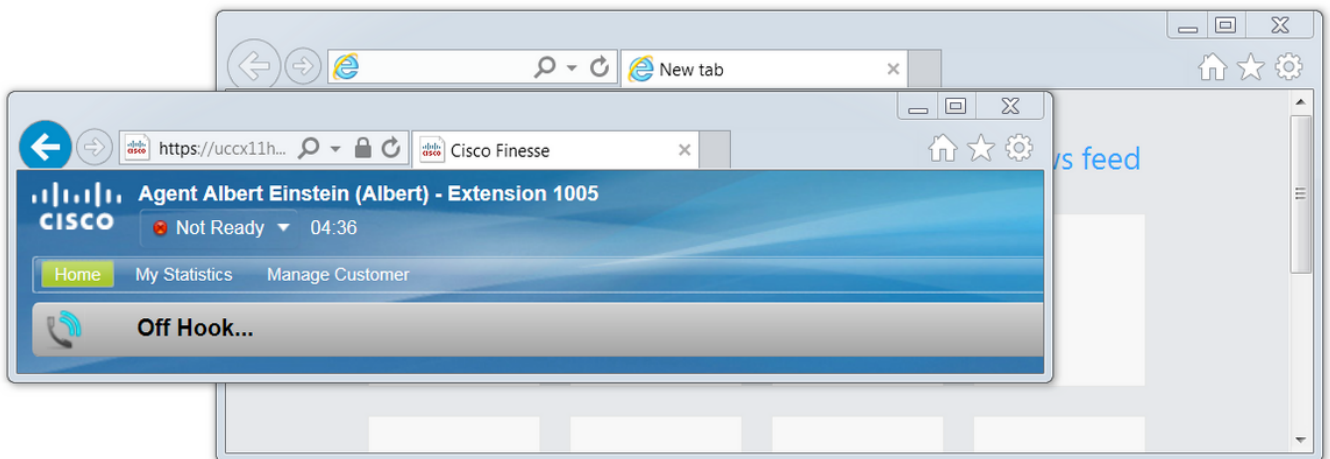 New tab
https://uccx11h...
Cisco Finesse
vs feed
CISCO
Agent Albert Einstein (Albert) - Extension 1005
Not Ready 04:36
Home My Statistics Manage Customer
Off Hook...